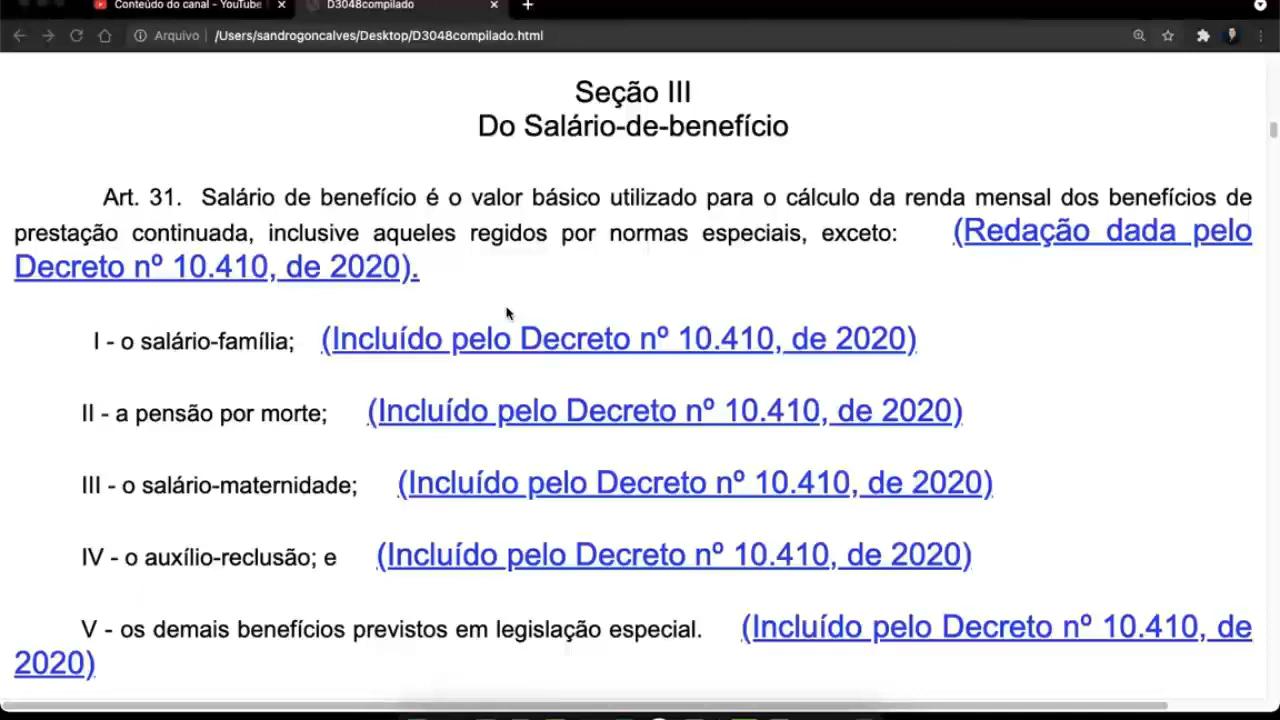 Conteúdo do canal - YouTube
D3048compilado
Arquivo
/Users/sandrogoncalves/Desktop/D3048compilado.html
Seção III
Do Salário-de-benefício
Art. 31. Salário de benefício é o valor básico utilizado para o cálculo da renda mensal dos benefícios de
prestação continuada, inclusive aqueles regidos por normas especiais, exceto: (Redação dada pelo
Decreto nº 10.410, de 2020).
I - o salário-família; (Incluído pelo Decreto nº 10.410, de 2020)
II - a pensão por morte; (Incluído pelo Decreto nº 10.410, de 2020)
III - o salário-maternidade; (Incluído pelo Decreto nº 10.410, de 2020)
IV - o auxílio-reclusão; e (Incluído pelo Decreto nº 10.410, de 2020)
V - os demais benefícios previstos em legislação especial. (Incluído pelo Decreto nº 10.410, de
2020)